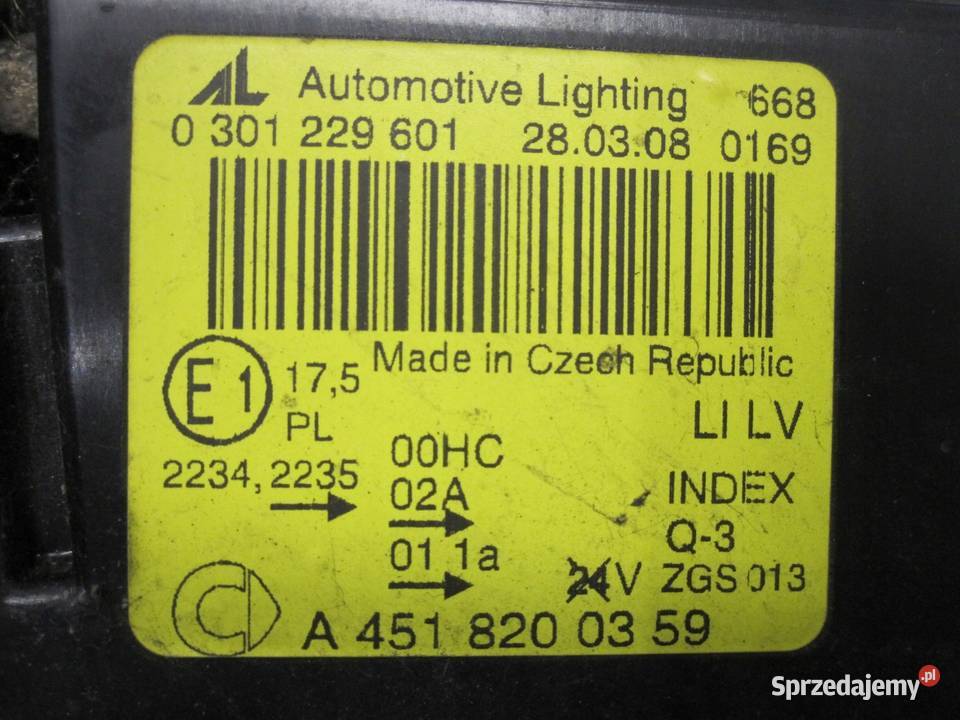 AL Automotive Lighting 668
0 301 229 601 28.03.08 0169
Made in Czech Republic
E1 17,5
PL
LI LV
2234, 2235
00HC
02A
01 1a
INDEX
Q-3
24V ZGS 013
A 451 820 03 59
Sprzedajemy.pl